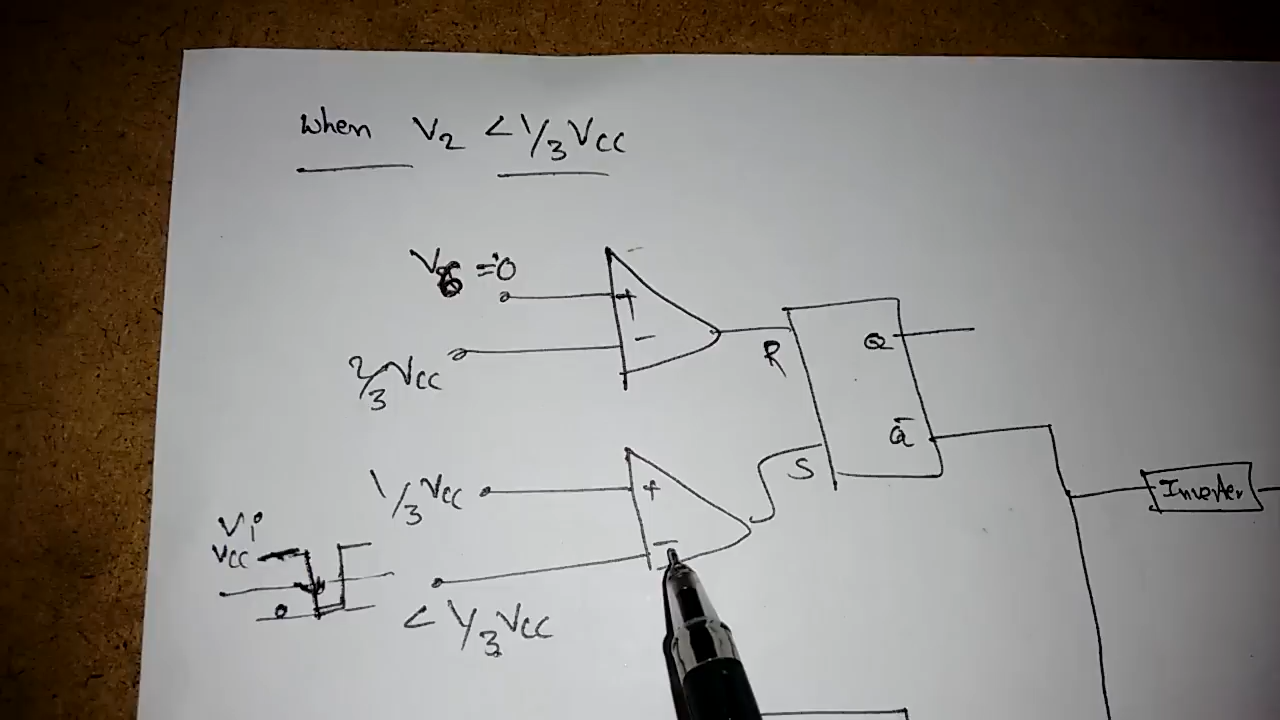 when V2 < 1/3 VCC
V6 = 0
+
-
R
Q
2/3 VCC
Q̄
S
1/3 VCC
+
Inverter
Vi
VCC
-
0
< 1/3 VCC